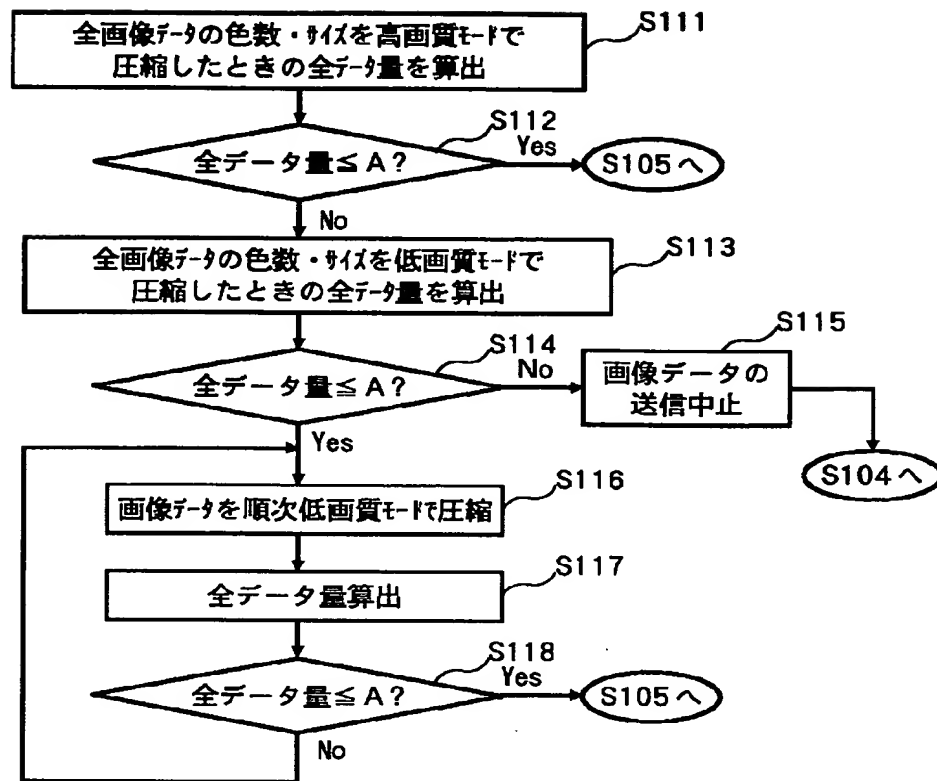 S111
全画像データの色数・サイズを高画質モードで
圧縮したときの全データ量を算出
S112
全データ量≦A?
Yes
S105へ
No
S113
全画像データの色数・サイズを低画質モードで
圧縮したときの全データ量を算出
S114
全データ量≦A?
No
S115
画像データの
送信中止
Yes
S104へ
S116
画像データを順次低画質モードで圧縮
S117
全データ量算出
S118
全データ量≦A?
Yes
S105へ
No